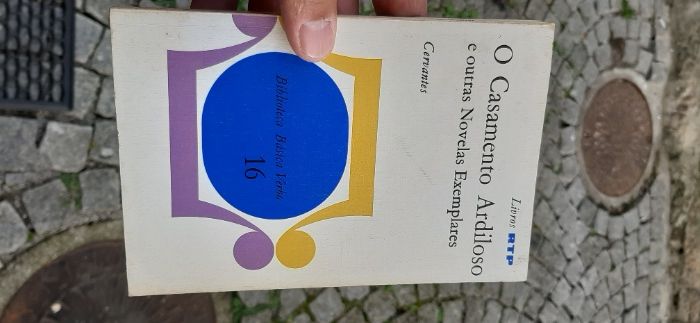 Livros RTP
O Casamento Ardiloso
e outras Novelas Exemplares
Cervantes
Biblioteca Básica Verbo
16